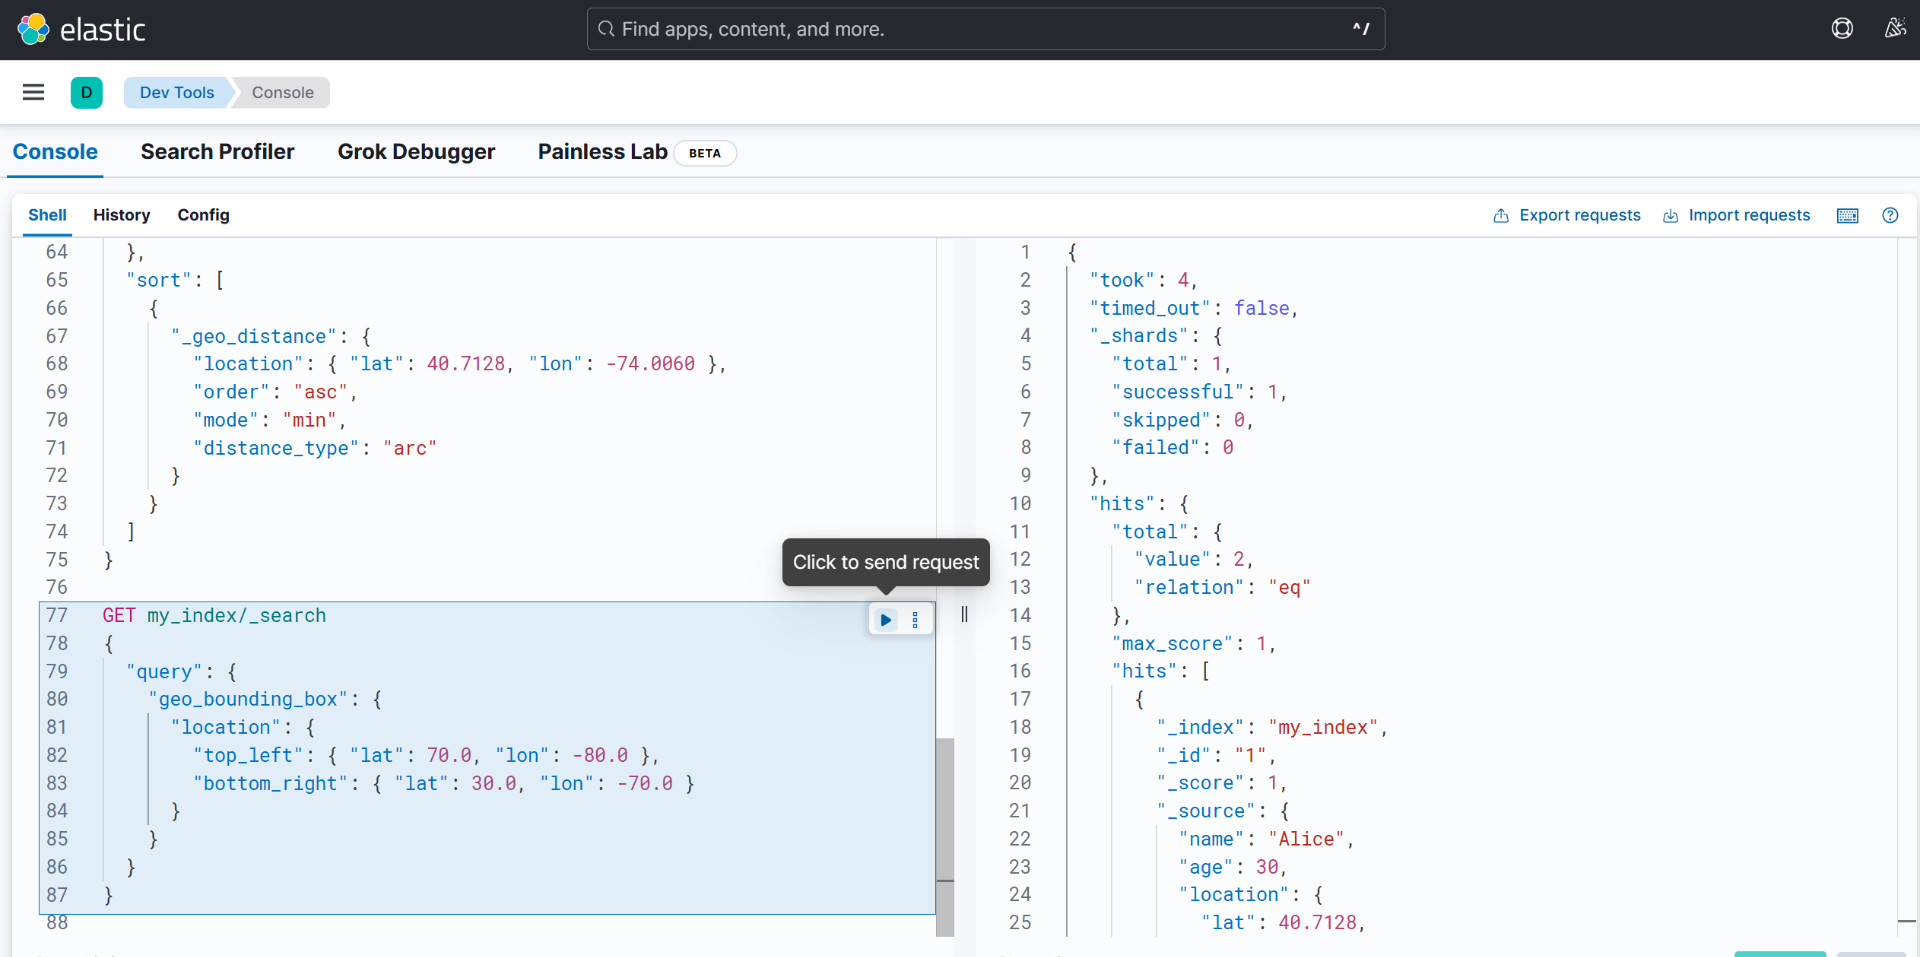 elastic
Find apps, content, and more.
^/
D
Dev Tools
Console
Console
Search Profiler
Grok Debugger
Painless Lab
BETA
Shell
History
Config
Export requests
Import requests
64 },
65 "sort": [
66 {
67 "_geo_distance": {
68 "location": { "lat": 40.7128, "lon": -74.0060 },
69 "order": "asc",
70 "mode": "min",
71 "distance_type": "arc"
72 }
73 }
74 ]
75 }
76
Click to send request
77 GET my_index/_search
78 {
79 "query": {
80 "geo_bounding_box": {
81 "location": {
82 "top_left": { "lat": 70.0, "lon": -80.0 },
83 "bottom_right": { "lat": 30.0, "lon": -70.0 }
84 }
85 }
86 }
87 }
88
1 {
2 "took": 4,
3 "timed_out": false,
4 "_shards": {
5 "total": 1,
6 "successful": 1,
7 "skipped": 0,
8 "failed": 0
9 },
10 "hits": {
11 "total": {
12 "value": 2,
13 "relation": "eq"
14 },
15 "max_score": 1,
16 "hits": [
17 {
18 "_index": "my_index",
19 "_id": "1",
20 "_score": 1,
21 "_source": {
22 "name": "Alice",
23 "age": 30,
24 "location": {
25 "lat": 40.7128,